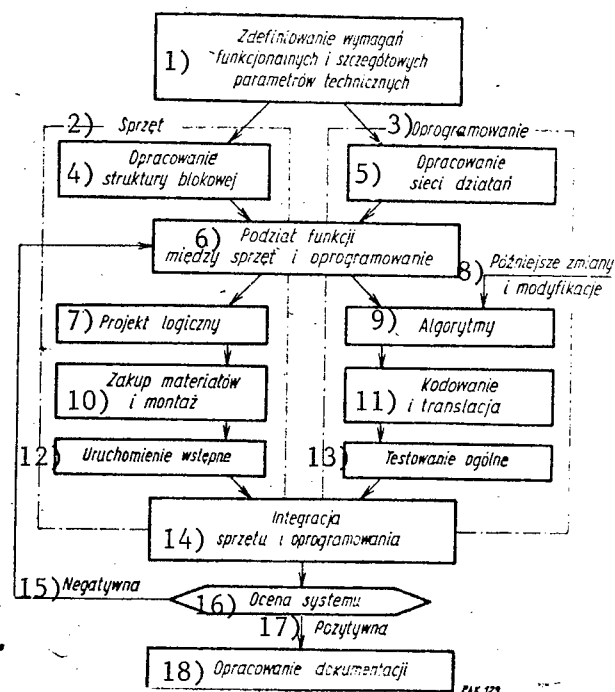 Zdefiniowanie wymagań
1) funkcjonalnych i szczegółowych
parametrów technicznych
2) Sprzęt
3) Oprogramowanie
Opracowanie
4) struktury blokowej
Opracowanie
5) sieci działań
6) Podział funkcji
między sprzęt i oprogramowanie
8) Późniejsze zmiany
i modyfikacje
7) Projekt logiczny
9) Algorytmy
Zakup materiałów
10) i montaż
Kodowanie
11) i translacja
12) Uruchomienie wstępne
13) Testowanie ogólne
Integracja
14) sprzętu i oprogramowania
15) Negatywna
16) Ocena systemu
17) Pozytywna
18) Opracowanie dokumentacji